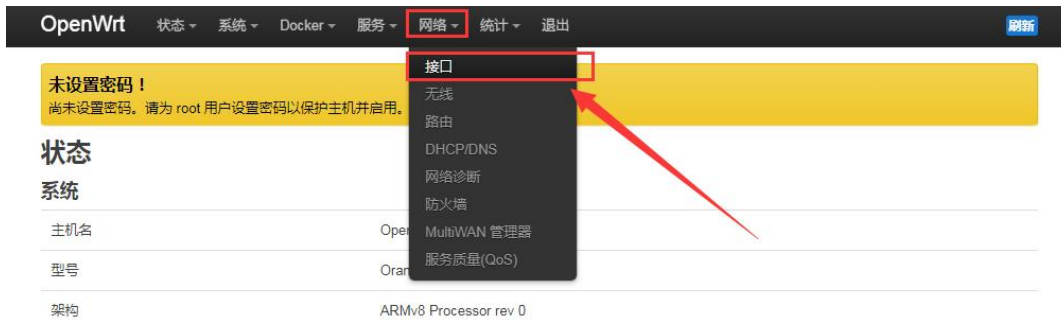 OpenWrt 状态 系统 Docker 服务 网络 统计 退出 刷新
接口
无线
路由
DHCP/DNS
网络诊断
防火墙
MultiWAN 管理器
服务质量(QoS)
未设置密码！
尚未设置密码。请为 root 用户设置密码以保护主机并启用。
状态
系统
主机名 Oper
型号 Oran
架构 ARMv8 Processor rev 0